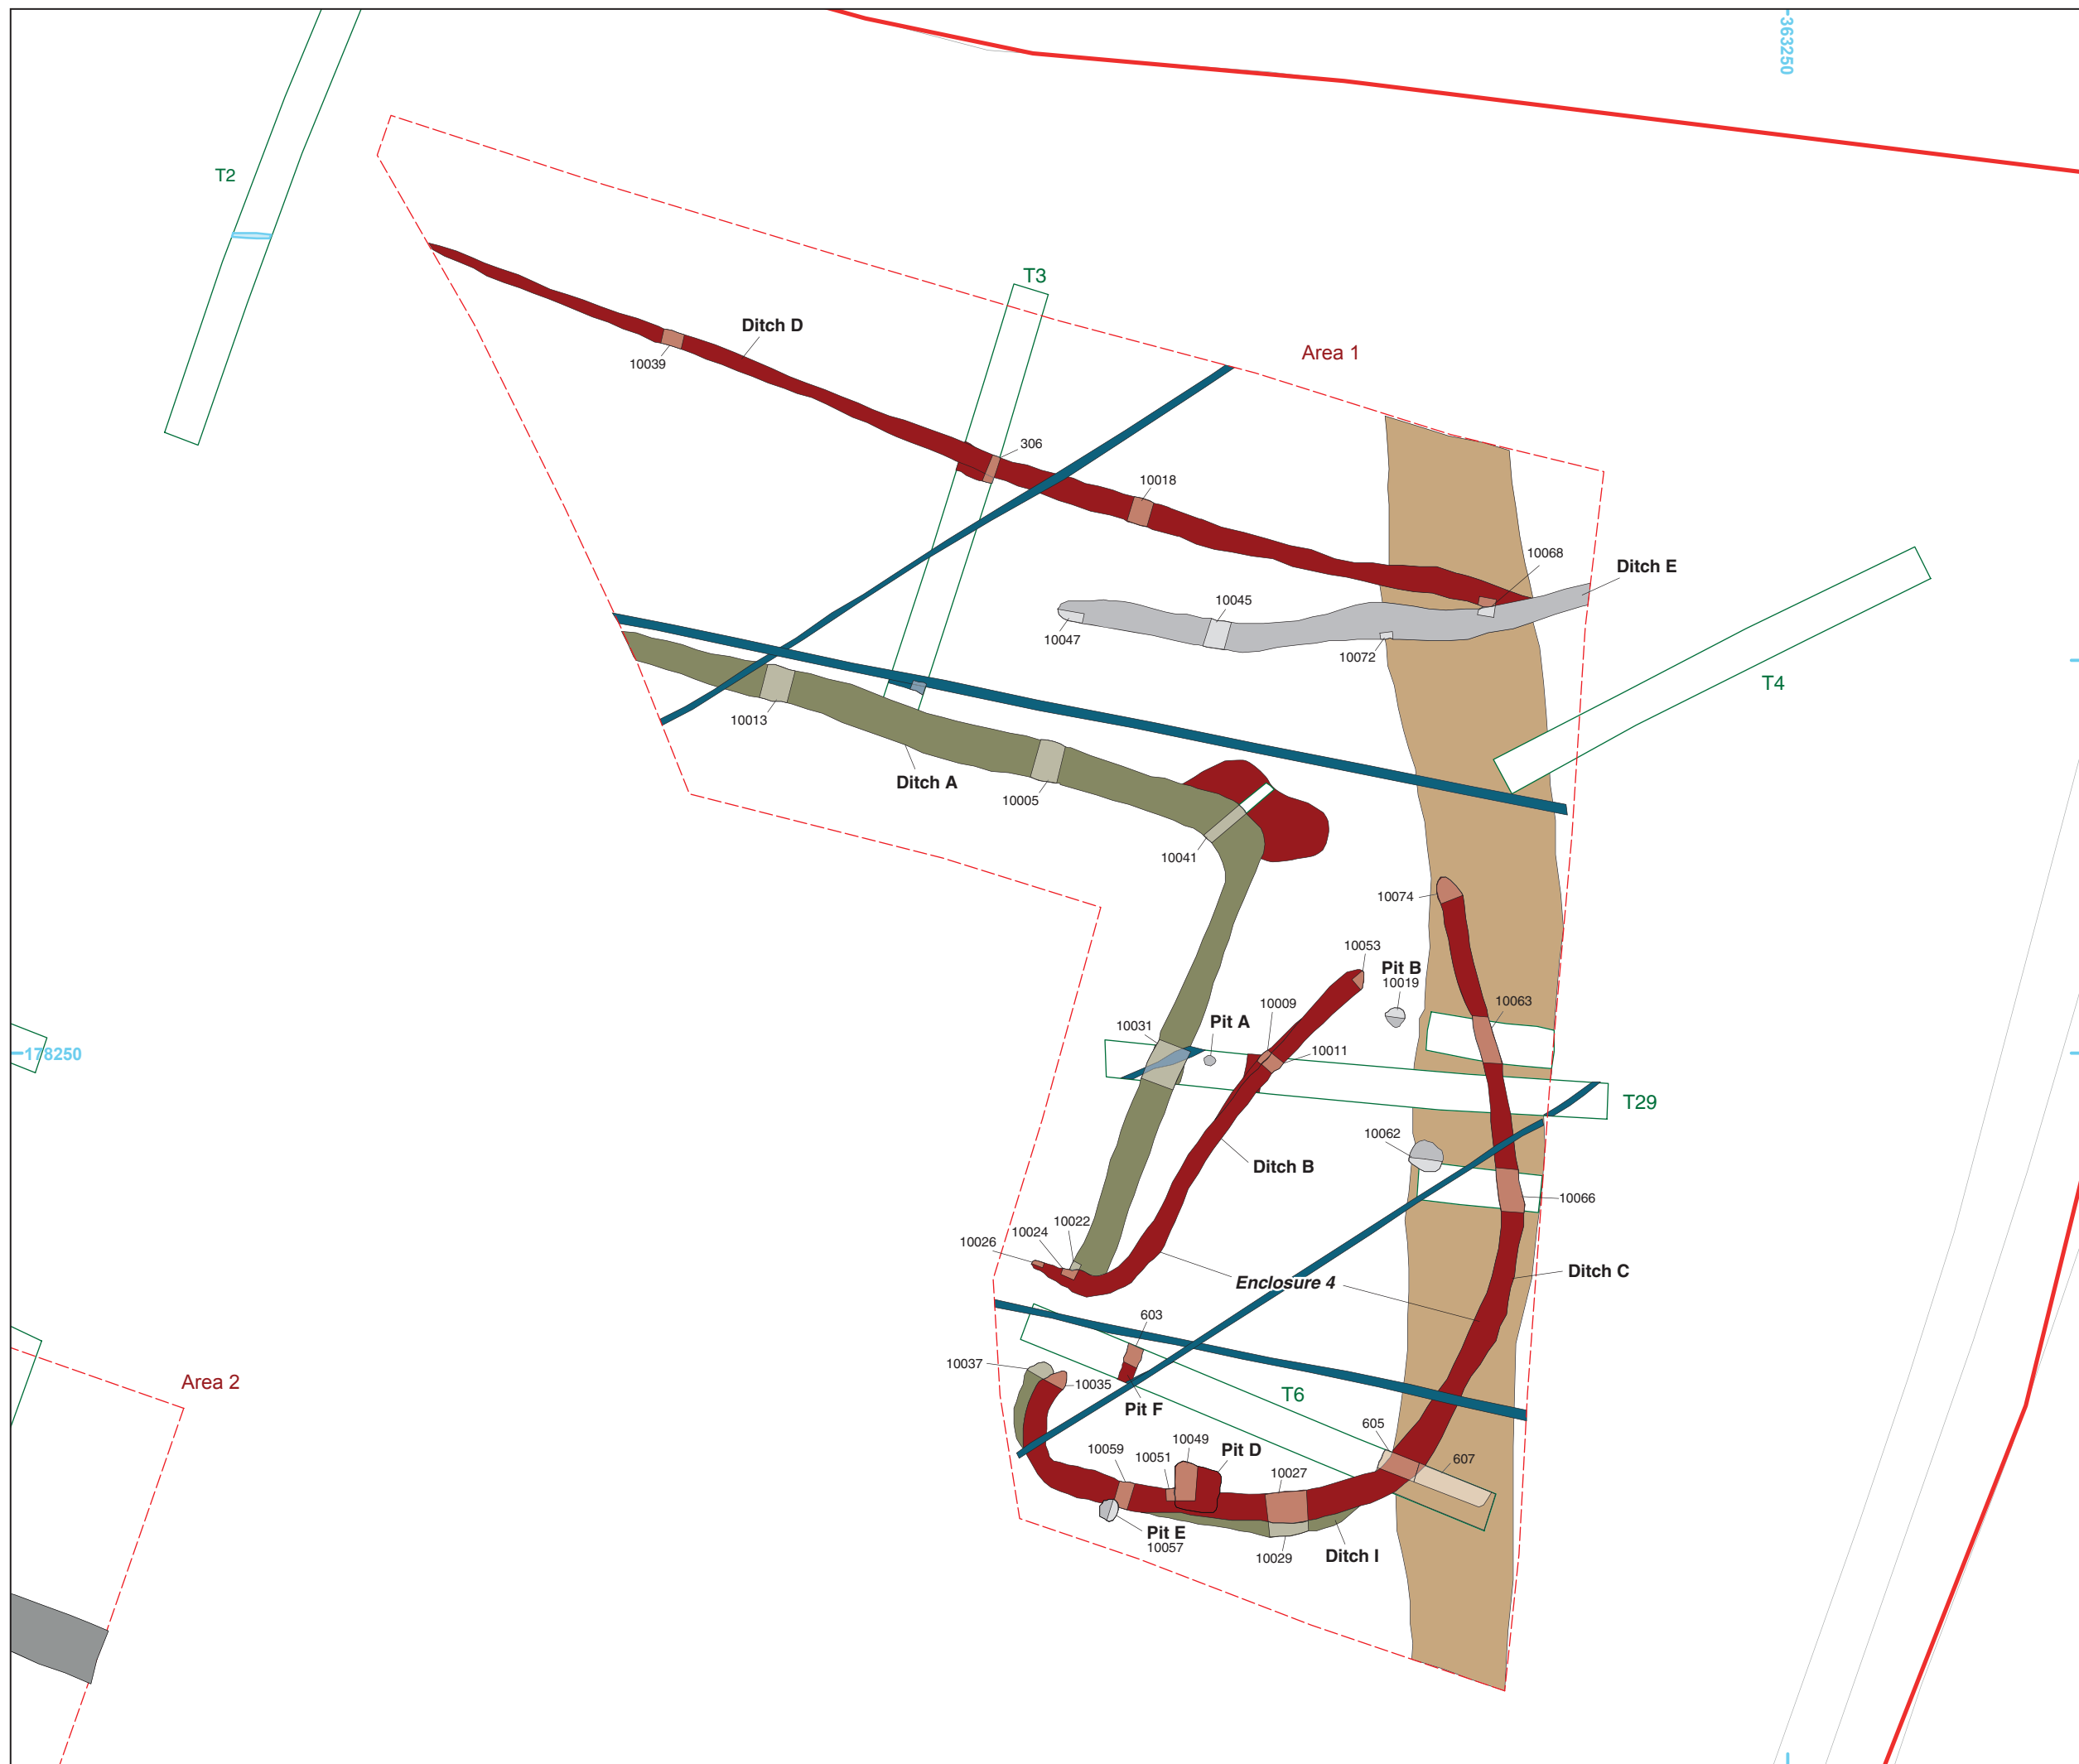 363250
T2
T3
Ditch D
Area 1
10039
306
10018
10068
Ditch E
10045
10047
10072
T4
10013
Ditch A
10005
10041
10074
10053
Pit B
10019
10009
10063
10031
Pit A
10011
178250
T29
10062
Ditch B
10066
10022
10024
10026
Ditch C
Enclosure 4
603
10037
Area 2
10035
T6
Pit F
605
10049
Pit D
10059
10051
607
10027
Pit E
10057
10029
Ditch I